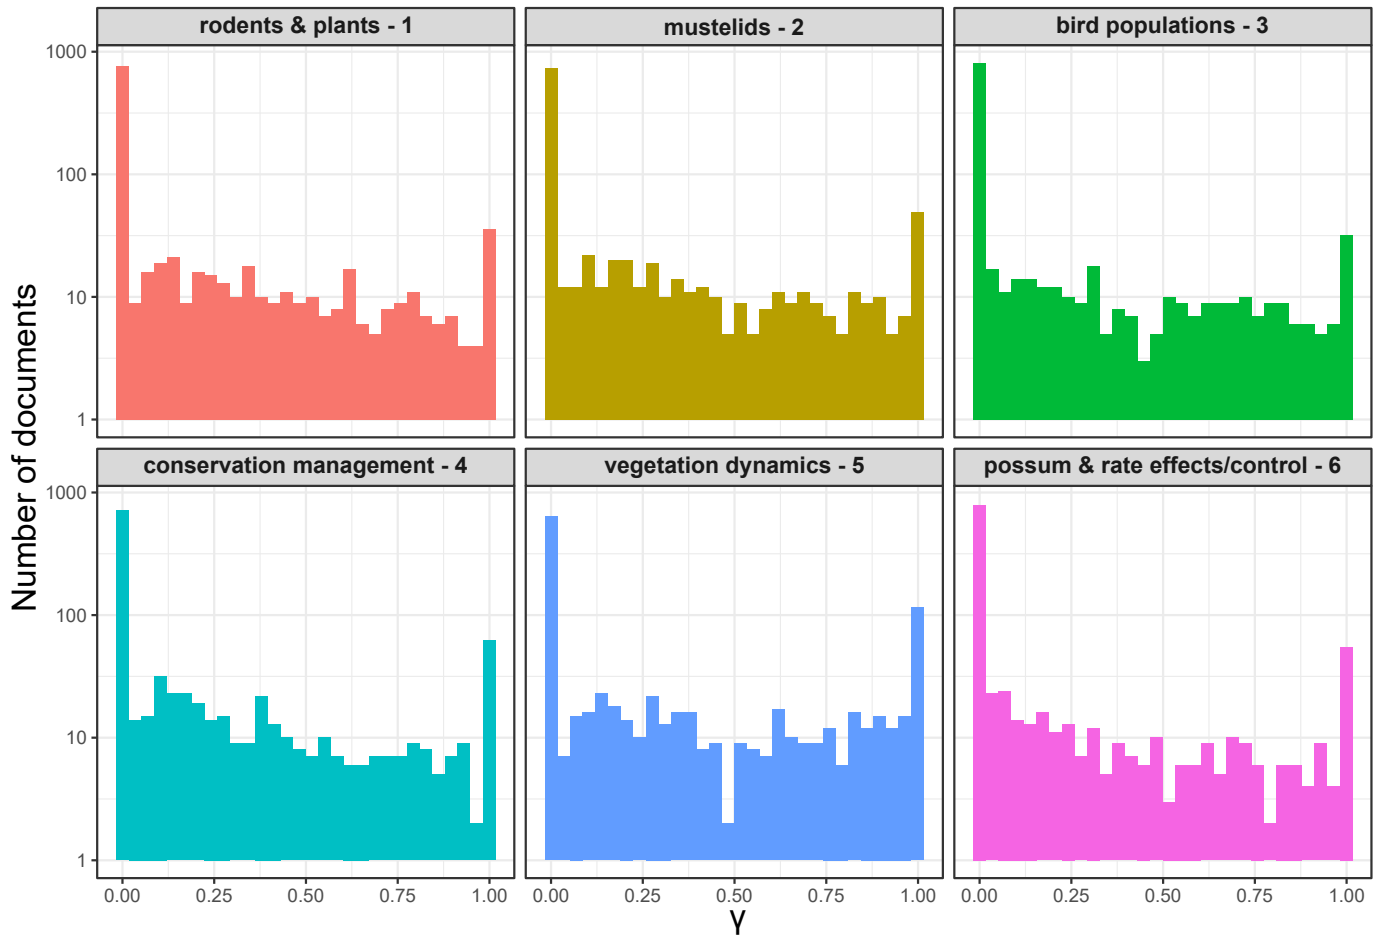 rodents & plants - 1
mustelids - 2
bird populations - 3
1000
100
10
1
Number of documents
conservation management - 4
vegetation dynamics - 5
possum & rate effects/control - 6
1000
100
10
1
0.00 0.25 0.50 0.75 1.00
0.00 0.25 0.50 0.75 1.00
0.00 0.25 0.50 0.75 1.00
γ